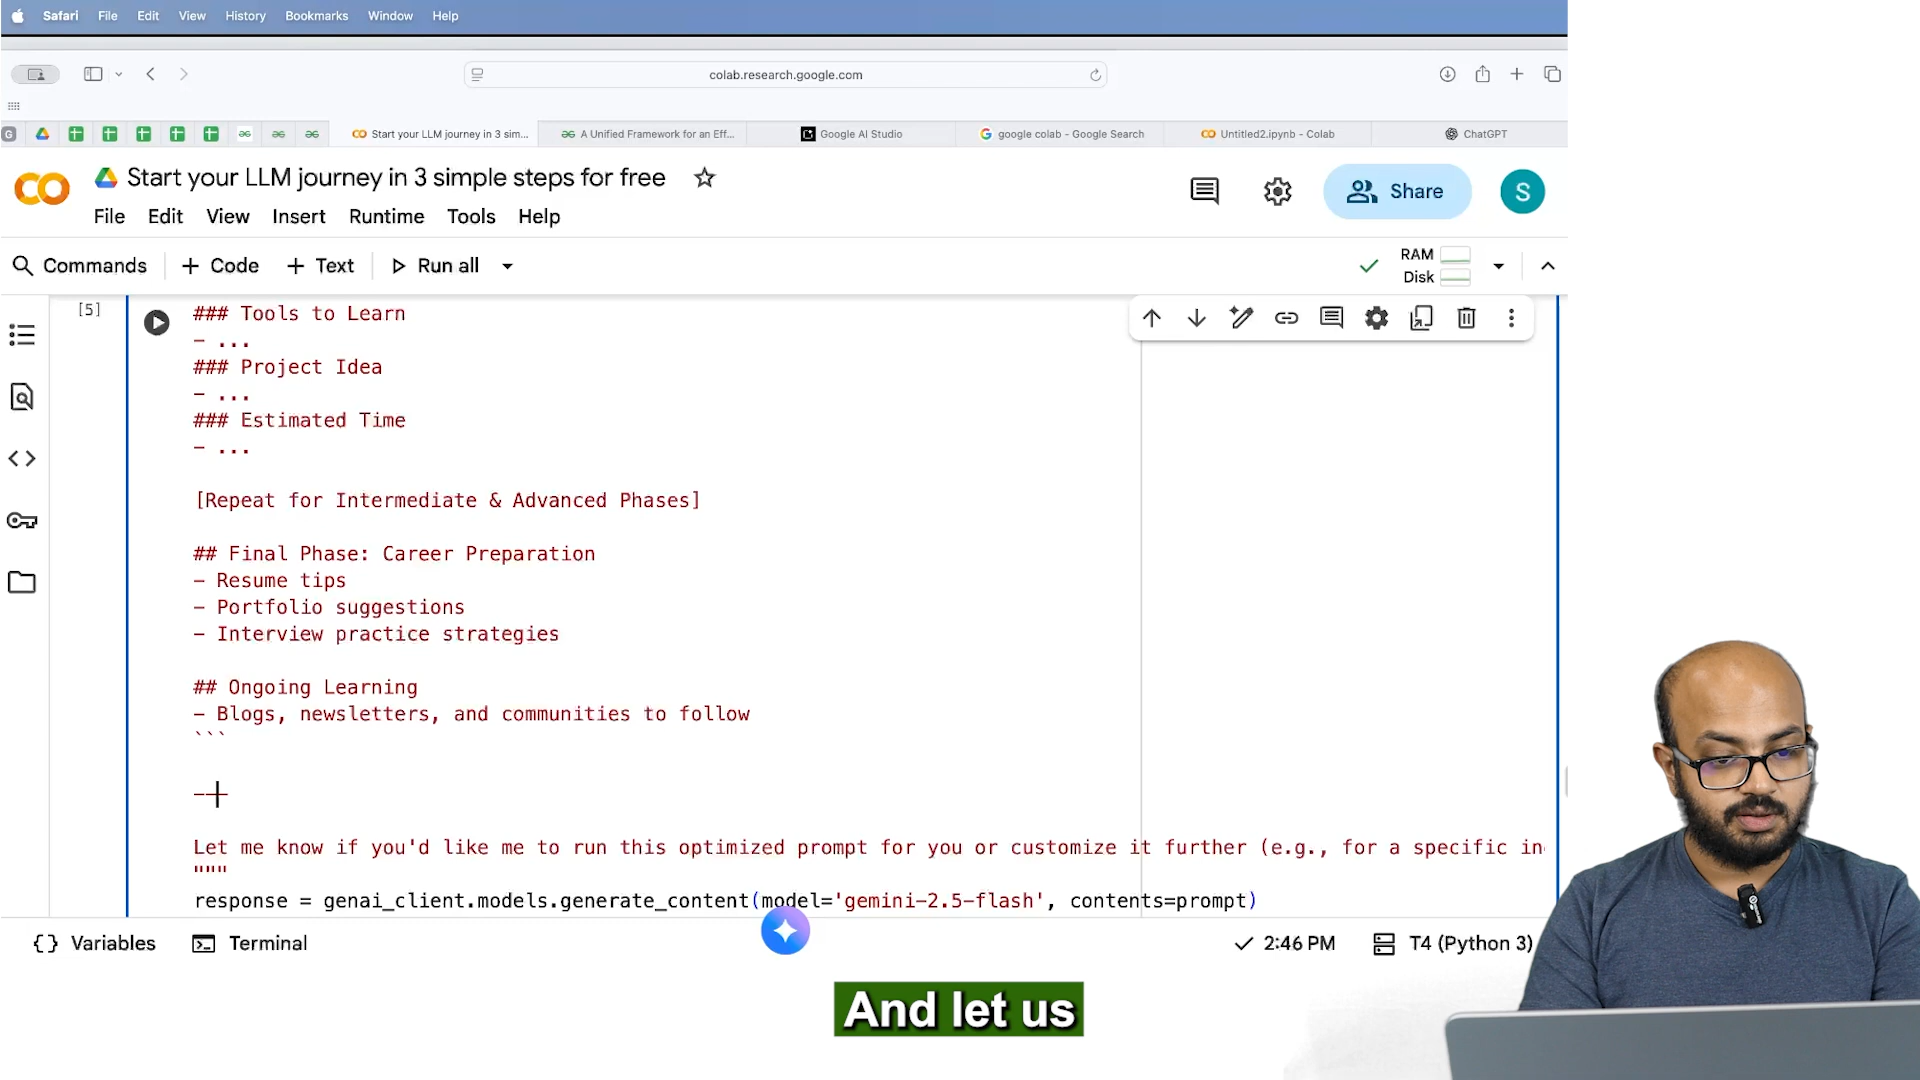 Safari File Edit View History Bookmarks Window Help
colab.research.google.com
G Start your LLM journey in 3 sim... A Unified Framework for an Eff... Google AI Studio google colab - Google Search Untitled2.ipynb - Colab ChatGPT
Start your LLM journey in 3 simple steps for free
Share S
File Edit View Insert Runtime Tools Help
Commands + Code + Text Run all
RAM
Disk
[5]
### Tools to Learn
- ...
### Project Idea
- ...
### Estimated Time
- ...
[Repeat for Intermediate & Advanced Phases]
## Final Phase: Career Preparation
- Resume tips
- Portfolio suggestions
- Interview practice strategies
## Ongoing Learning
- Blogs, newsletters, and communities to follow
```
Let me know if you'd like me to run this optimized prompt for you or customize it further (e.g., for a specific in
"""
response = genai_client.models.generate_content(model='gemini-2.5-flash', contents=prompt)
Variables Terminal 2:46 PM T4 (Python 3)
And let us